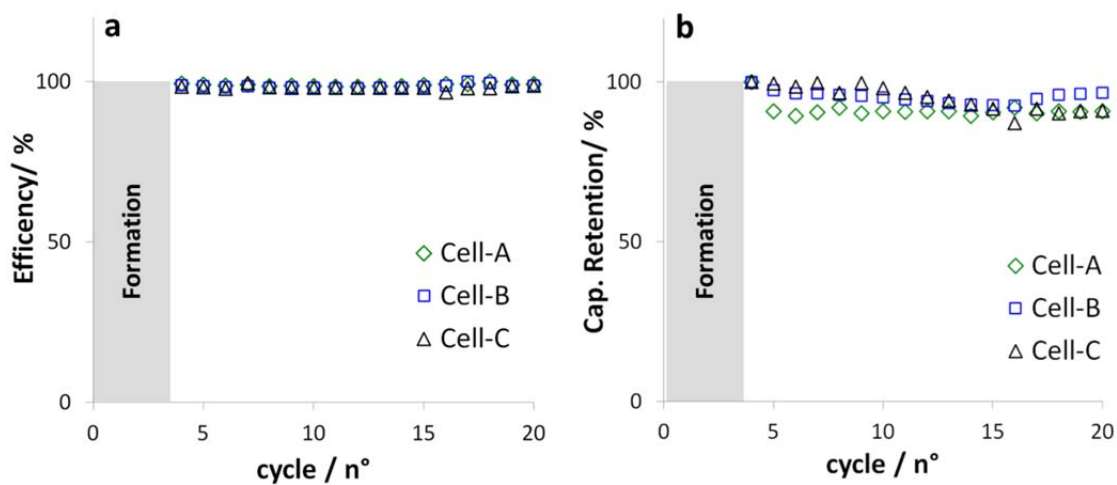 a
Efficency/ %
100
50
0
Formation
Cell-A
Cell-B
Cell-C
0 5 10 15 20
cycle / n°
b
Cap. Retention/ %
100
50
0
Formation
Cell-A
Cell-B
Cell-C
0 5 10 15 20
cycle / n°